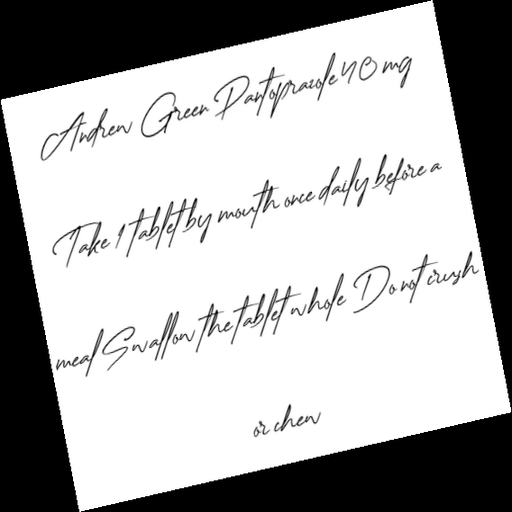 Andrew Green Pantoprazole 40 mg
Take 1 tablet by mouth once daily before a
meal Swallow the tablet whole Do not crush
or chew